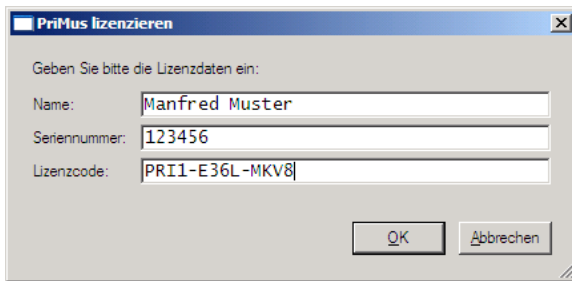 PriMus lizenzieren
Geben Sie bitte die Lizenzdaten ein:
Name: Manfred Muster
Seriennummer: 123456
Lizenzcode: PRI1-E36L-MKV8
OK Abbrechen